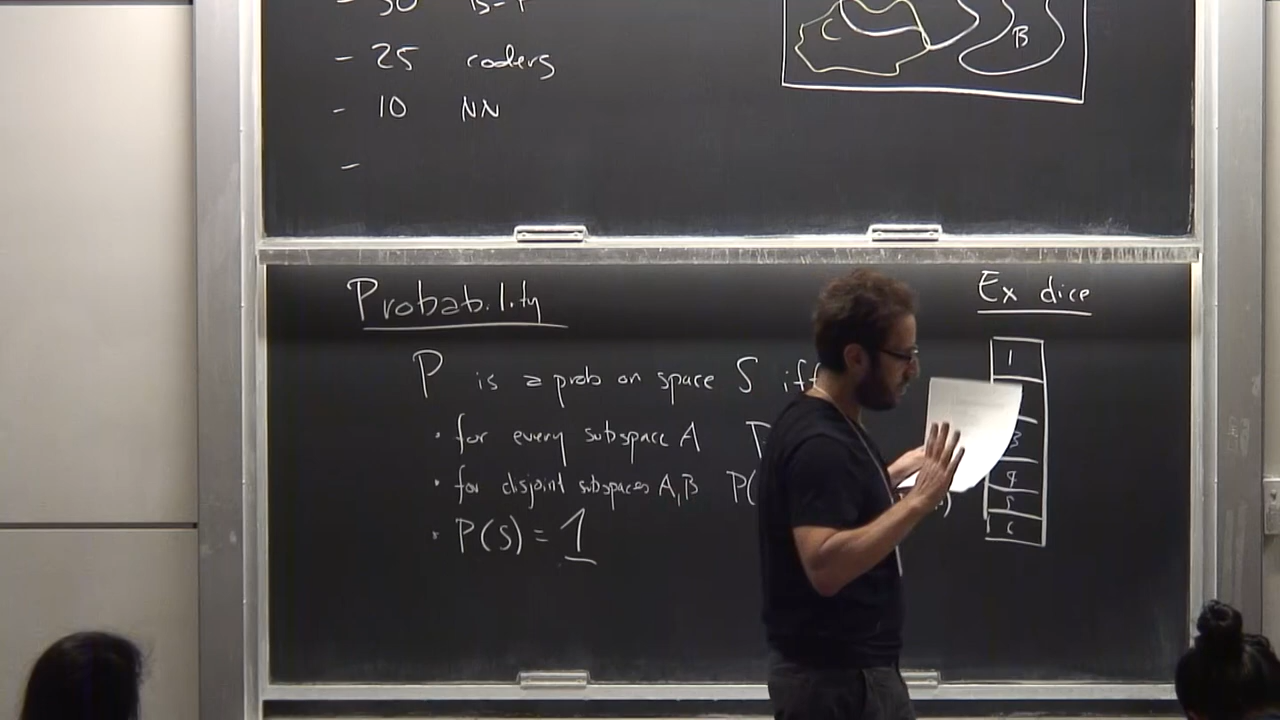 - 30
- 25 coders
- 10 NN
-
C
B
Probability
P is a prob on space S iff
• for every subspace A P
• for disjoint subspaces A,B P(
• P(S) = 1
Ex dice
1
3
4
5
6